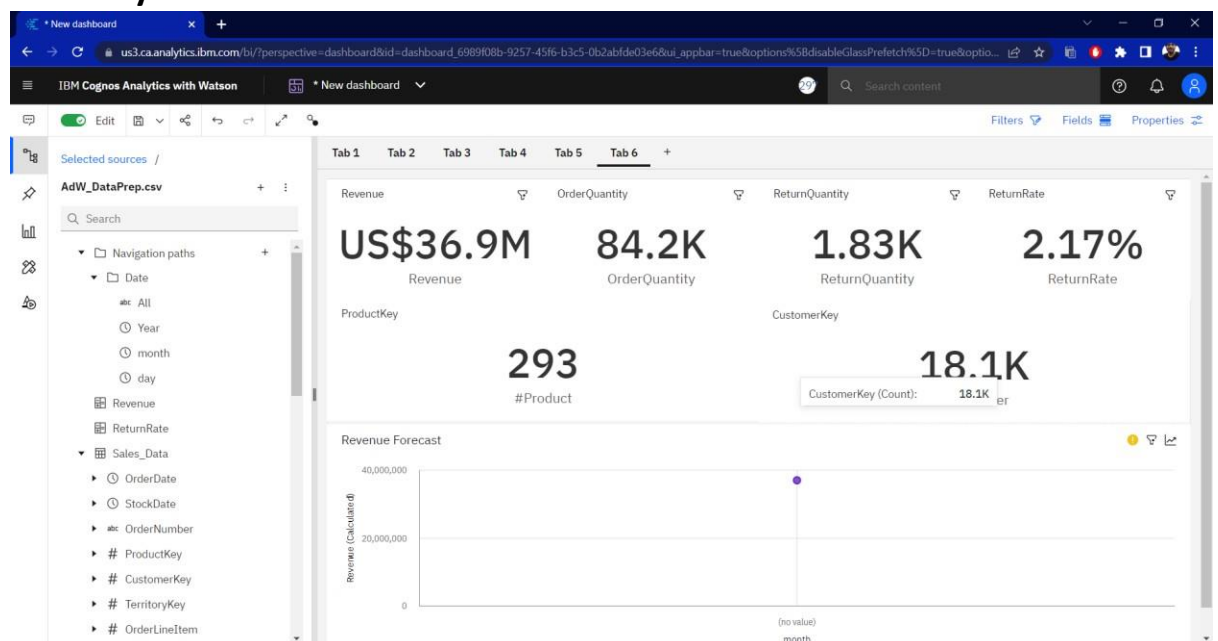 * New dashboard
us3.ca.analytics.ibm.com/bi/?perspective=dashboard&id=dashboard_6989f08b-9257-45f6-b3c5-0b2abfde03e6&ui_appbar=true&options%5BdisableGlassPrefetch%5D=true&optio...
IBM Cognos Analytics with Watson
* New dashboard
Search content
Edit
Filters
Fields
Properties
Selected sources /
Tab 1 Tab 2 Tab 3 Tab 4 Tab 5 Tab 6 +
AdW_DataPrep.csv
Search
Navigation paths
Date
abc All
Year
month
day
Revenue
ReturnRate
Sales_Data
OrderDate
StockDate
abc OrderNumber
# ProductKey
# CustomerKey
# TerritoryKey
# OrderLineItem
Revenue
US$36.9M
Revenue
OrderQuantity
84.2K
OrderQuantity
ReturnQuantity
1.83K
ReturnQuantity
ReturnRate
2.17%
ReturnRate
ProductKey
293
#Product
CustomerKey
18.1K
CustomerKey (Count): 18.1K
Revenue Forecast
Revenue (Calculated)
40,000,000
20,000,000
0
(no value)
month